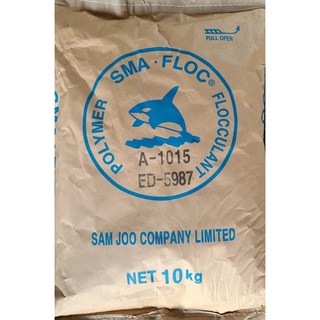 PULL OPEN
POLYMER SMA·FLOC® FLOCCULANT
A-1015
ED-5987
SAM JOO COMPANY LIMITED
NET 10kg